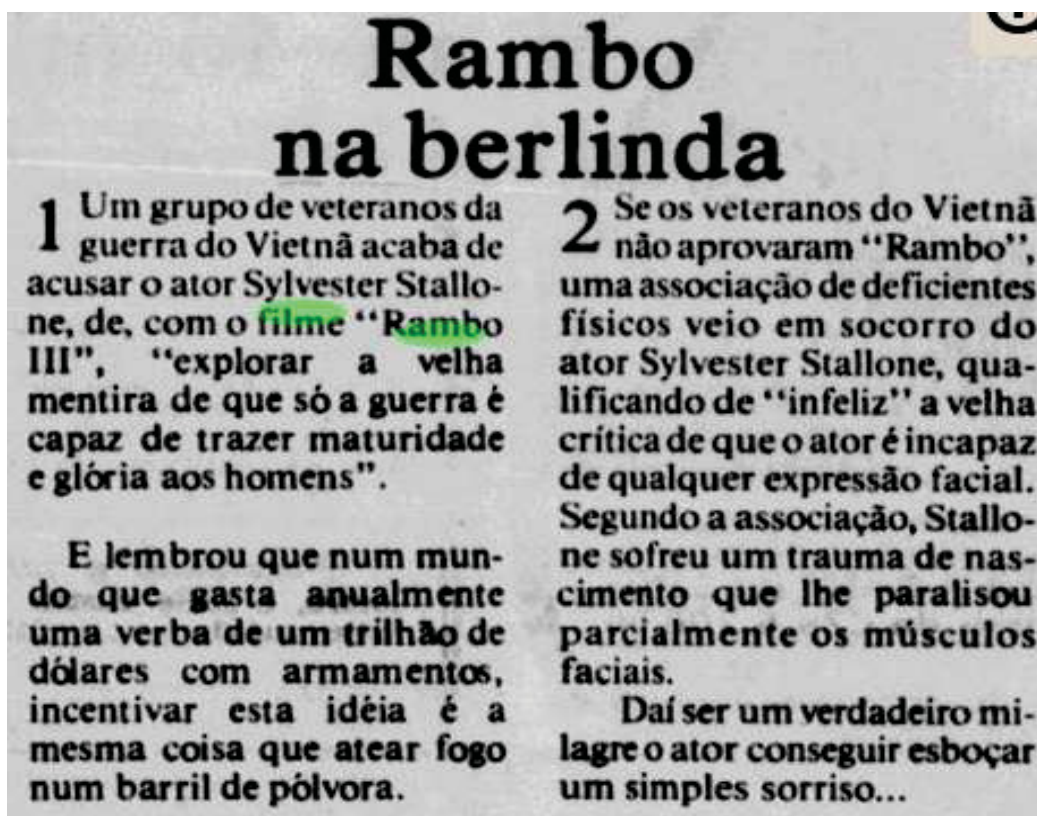 Rambo
na berlinda
1 Um grupo de veteranos da
guerra do Vietnã acaba de
acusar o ator Sylvester Stallo-
ne, de, com o filme “Rambo
III”, “explorar a velha
mentira de que só a guerra é
capaz de trazer maturidade
e glória aos homens”.
E lembrou que num mun-
do que gasta anualmente
uma verba de um trilhão de
dólares com armamentos,
incentivar esta idéia é a
mesma coisa que atear fogo
num barril de pólvora.
2 Se os veteranos do Vietnã
não aprovaram “Rambo”,
uma associação de deficientes
físicos veio em socorro do
ator Sylvester Stallone, qua-
lificando de “infeliz” a velha
crítica de que o ator é incapaz
de qualquer expressão facial.
Segundo a associação, Stallo-
ne sofreu um trauma de nas-
cimento que lhe paralisou
parcialmente os músculos
faciais.
Daí ser um verdadeiro mi-
lagre o ator conseguir esboçar
um simples sorriso...